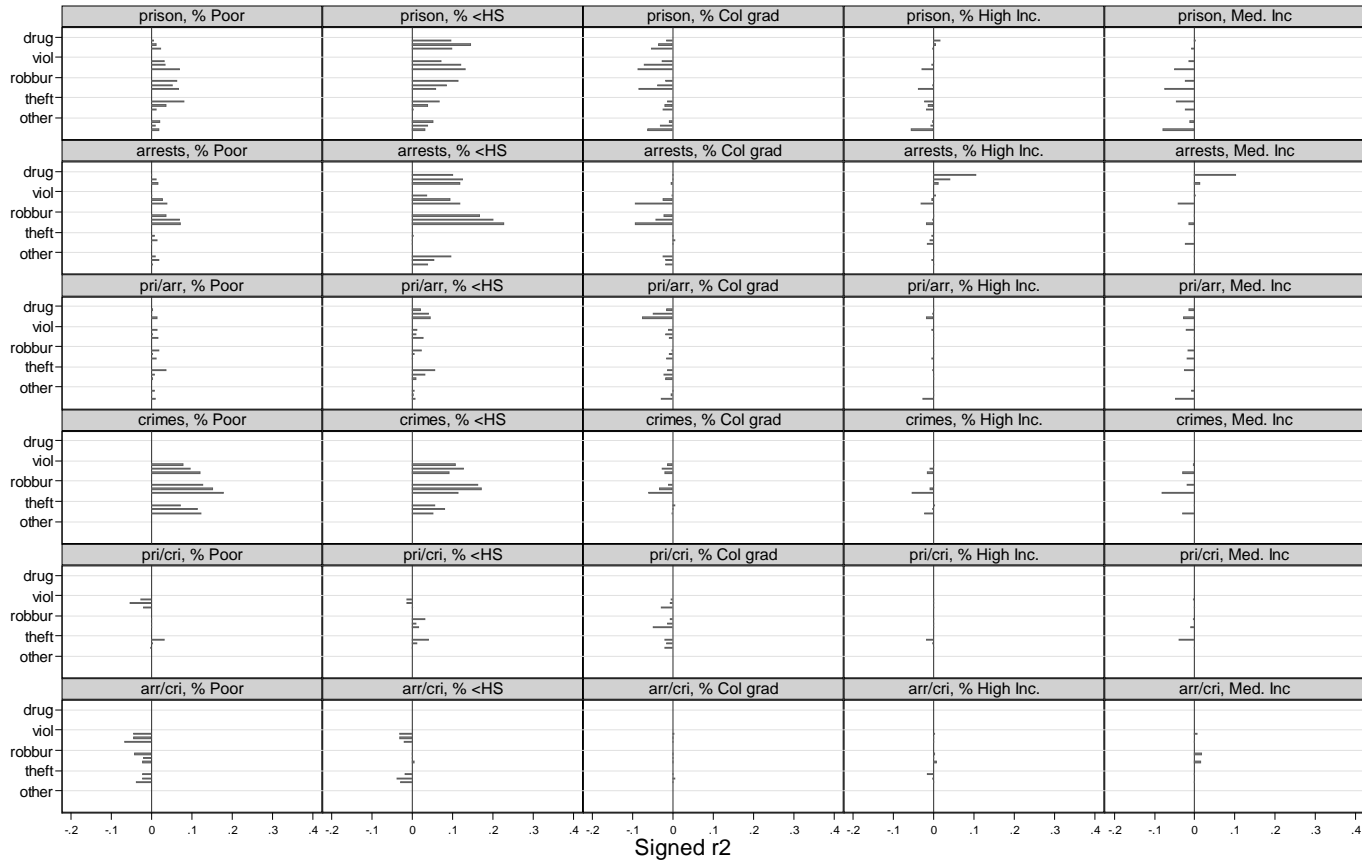 prison, % Poor prison, % <HS prison, % Col grad prison, % High Inc. prison, Med. Inc
drug
viol
robbur
theft
other
arrests, % Poor arrests, % <HS arrests, % Col grad arrests, % High Inc. arrests, Med. Inc
drug
viol
robbur
theft
other
pri/arr, % Poor pri/arr, % <HS pri/arr, % Col grad pri/arr, % High Inc. pri/arr, Med. Inc
drug
viol
robbur
theft
other
crimes, % Poor crimes, % <HS crimes, % Col grad crimes, % High Inc. crimes, Med. Inc
drug
viol
robbur
theft
other
pri/cri, % Poor pri/cri, % <HS pri/cri, % Col grad pri/cri, % High Inc. pri/cri, Med. Inc
drug
viol
robbur
theft
other
arr/cri, % Poor arr/cri, % <HS arr/cri, % Col grad arr/cri, % High Inc. arr/cri, Med. Inc
drug
viol
robbur
theft
other
-.2 -.1 0 .1 .2 .3 .4 -.2 -.1 0 .1 .2 .3 .4 -.2 -.1 0 .1 .2 .3 .4 -.2 -.1 0 .1 .2 .3 .4 -.2 -.1 0 .1 .2 .3 .4
Signed r2